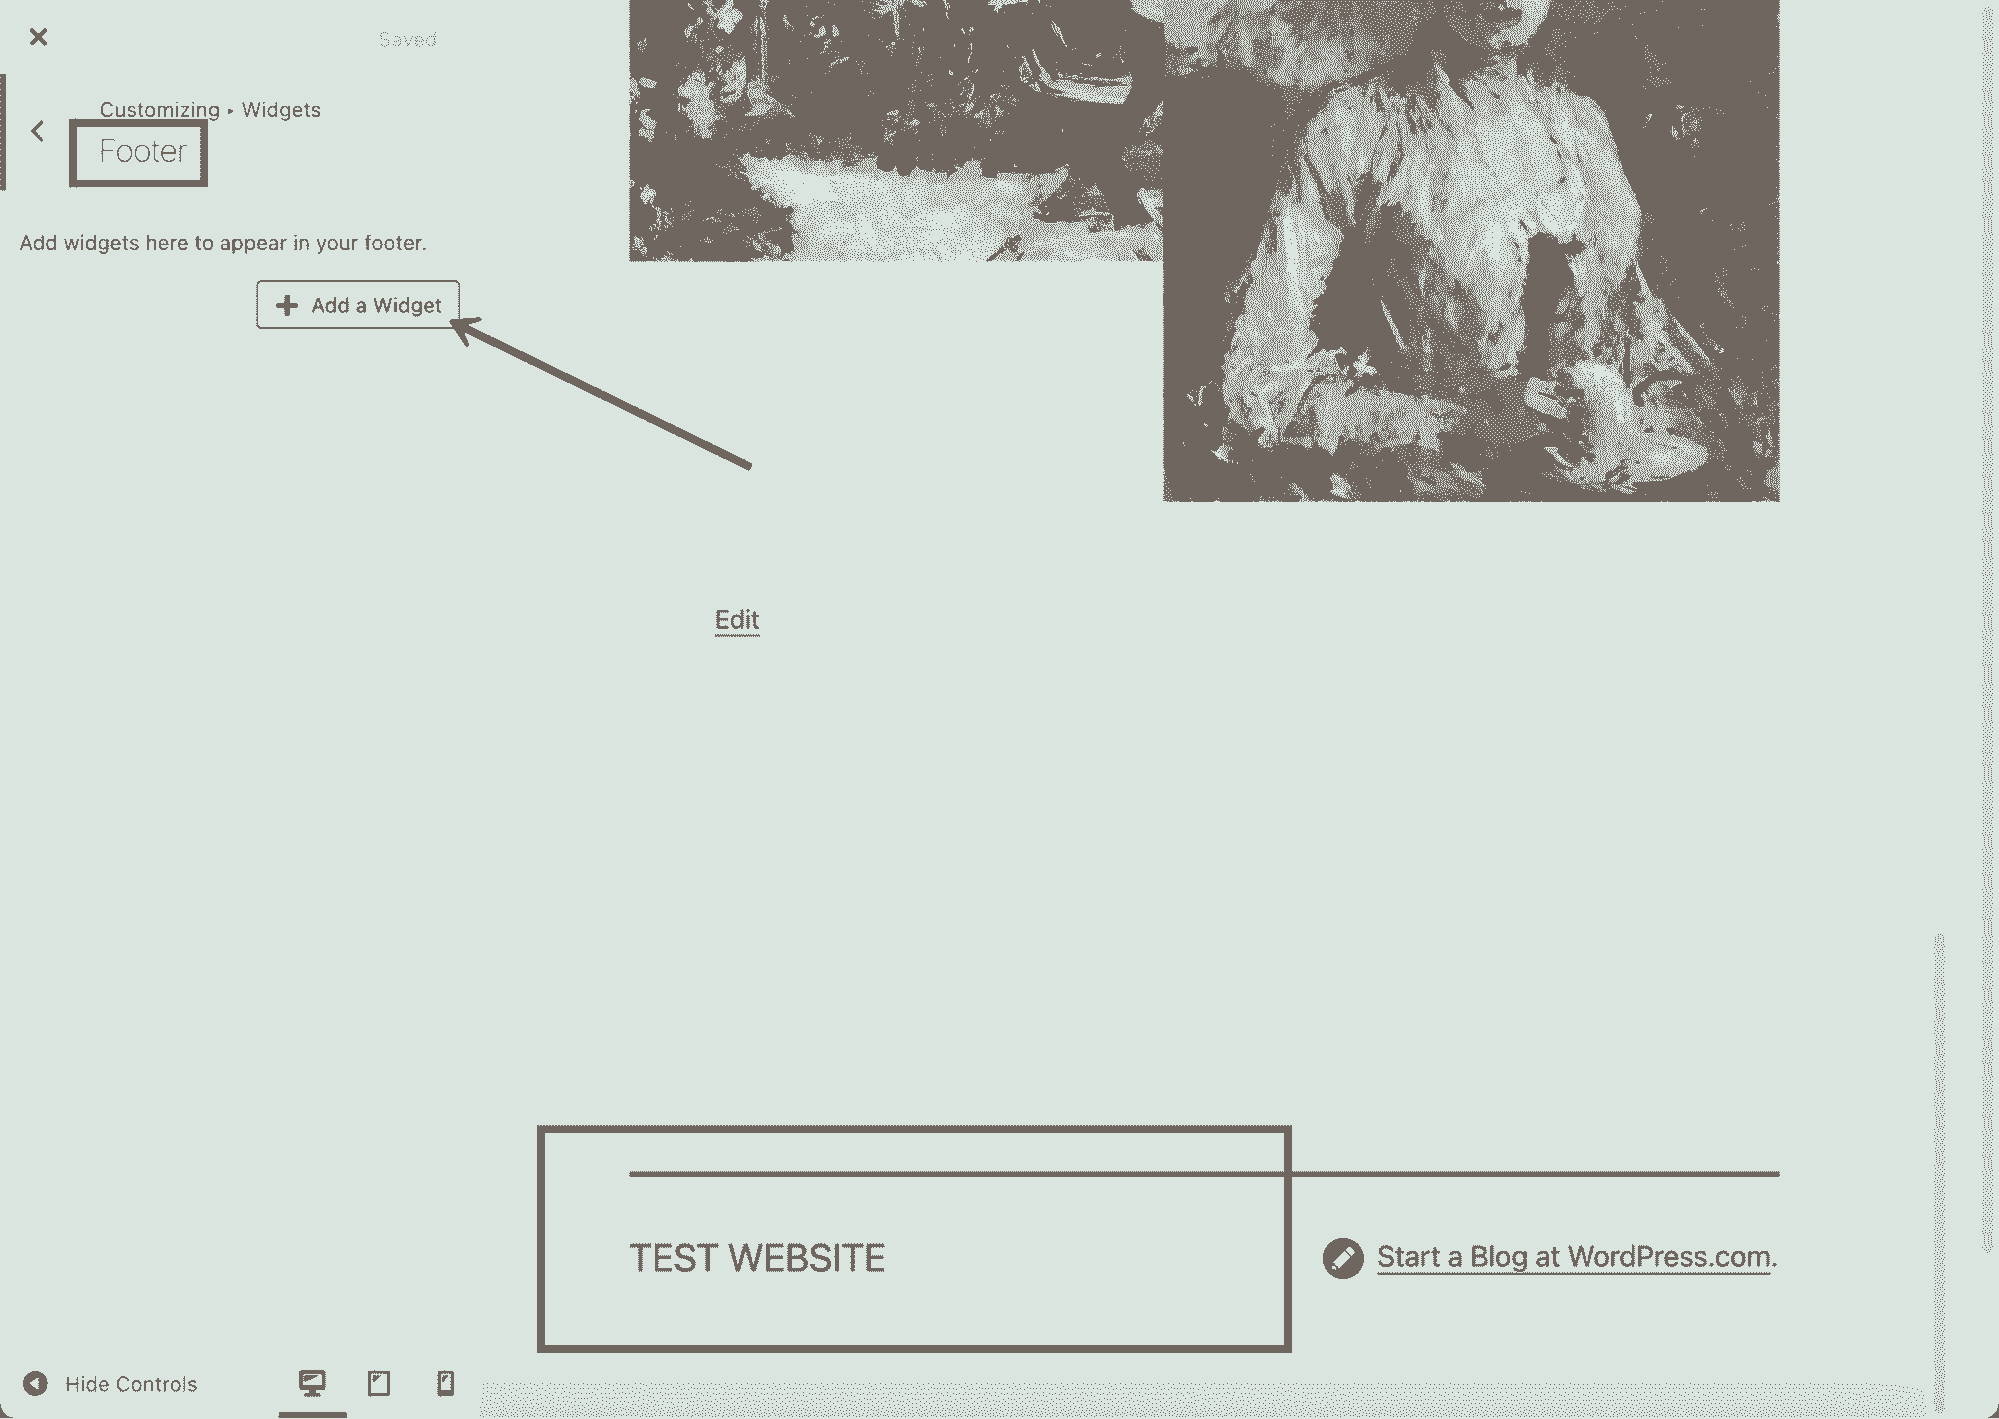 Saved
Customizing ▸ Widgets
Footer
Add widgets here to appear in your footer.
Add a Widget
Edit
TEST WEBSITE
Start a Blog at WordPress.com.
Hide Controls